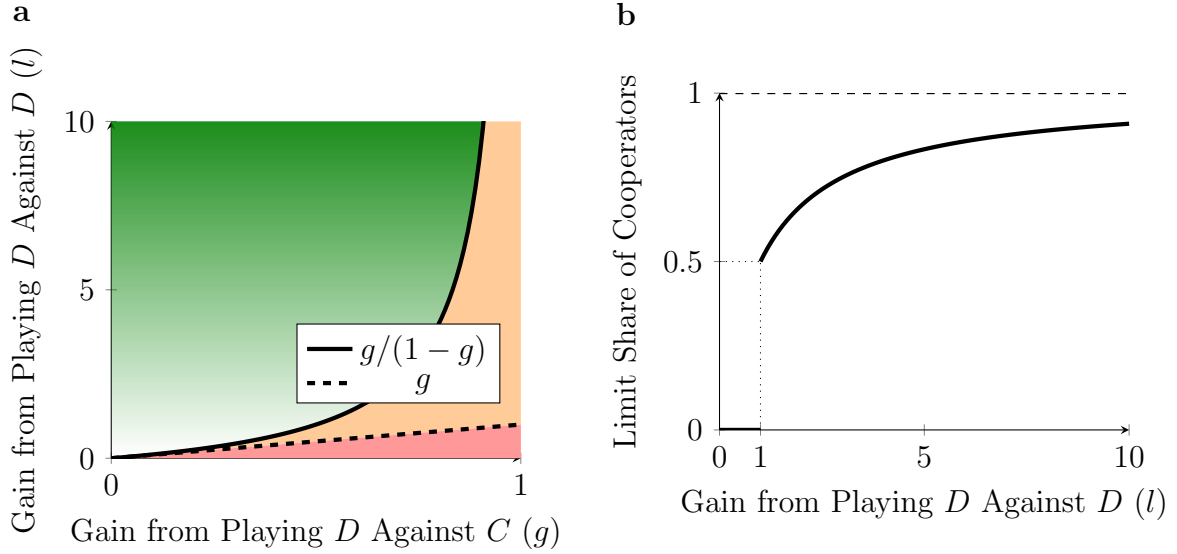 a
Gain from Playing D Against D (l)
10
5
0
g/(1 − g)
g
0
1
Gain from Playing D Against C (g)
b
Limit Share of Cooperators
1
0.5
0
0
1
5
10
Gain from Playing D Against D (l)